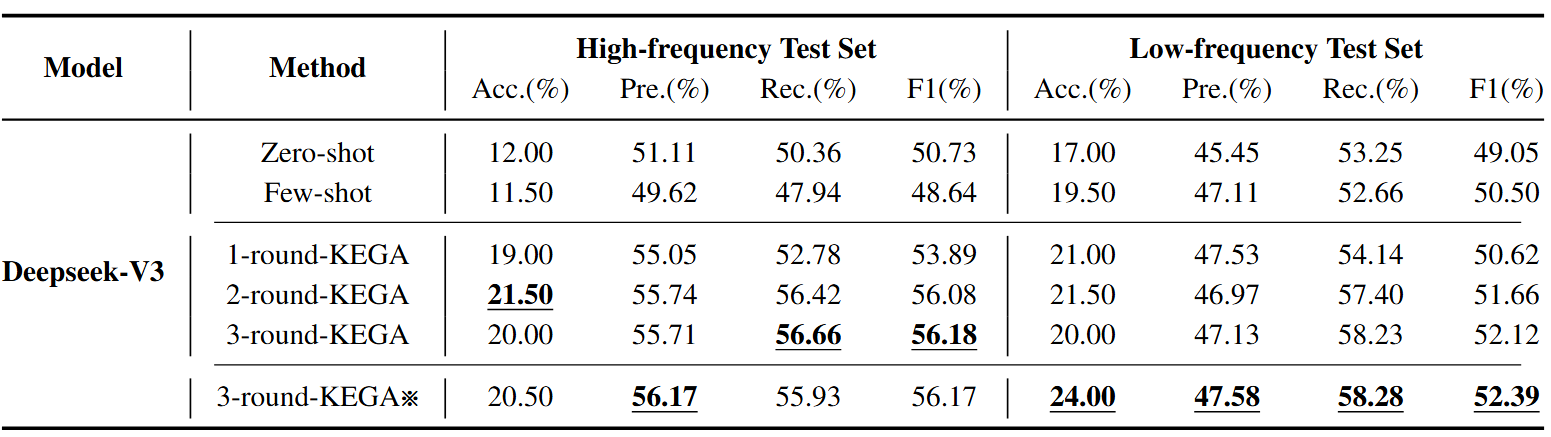 Model Method High-frequency Test Set Low-frequency Test Set
Acc.(%) Pre.(%) Rec.(%) F1(%) Acc.(%) Pre.(%) Rec.(%) F1(%)
Zero-shot 12.00 51.11 50.36 50.73 17.00 45.45 53.25 49.05
Few-shot 11.50 49.62 47.94 48.64 19.50 47.11 52.66 50.50
Deepseek-V3
1-round-KEGA 19.00 55.05 52.78 53.89 21.00 47.53 54.14 50.62
2-round-KEGA 21.50 55.74 56.42 56.08 21.50 46.97 57.40 51.66
3-round-KEGA 20.00 55.71 56.66 56.18 20.00 47.13 58.23 52.12
3-round-KEGA※ 20.50 56.17 55.93 56.17 24.00 47.58 58.28 52.39